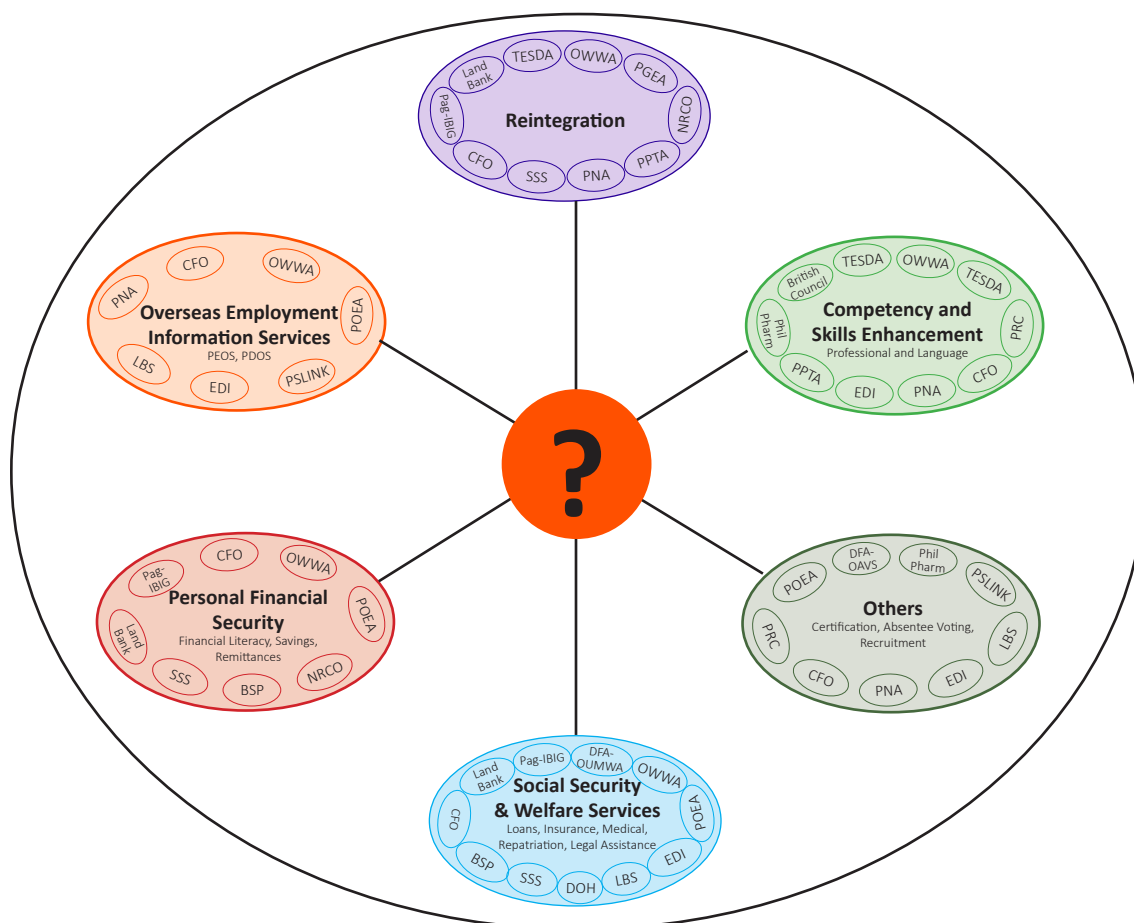 TESDA
OWWA
PGEA
NRCO
PPTA
PNA
SSS
CFO
Pag-IBIG
Land
Bank
Reintegration
CFO
OWWA
POEA
PSLINK
EDI
LBS
PNA
Overseas Employment
Information Services
PEOS, PDOS
British
Council
TESDA
OWWA
TESDA
PRC
CFO
PNA
EDI
PPTA
Phil
Pharm
Competency and
Skills Enhancement
Professional and Language
?
Pag-
IBIG
CFO
OWWA
POEA
NRCO
BSP
SSS
Land
Bank
Personal Financial
Security
Financial Literacy, Savings,
Remittances
POEA
DFA-
OAVS
Phil
Pharm
PSLINK
LBS
EDI
PNA
CFO
PRC
Others
Certification, Absentee Voting,
Recruitment
Land
Bank
Pag-IBIG
DFA-
OUMWA
OWWA
POEA
EDI
LBS
DOH
SSS
BSP
CFO
Social Security
& Welfare Services
Loans, Insurance, Medical,
Repatriation, Legal Assistance